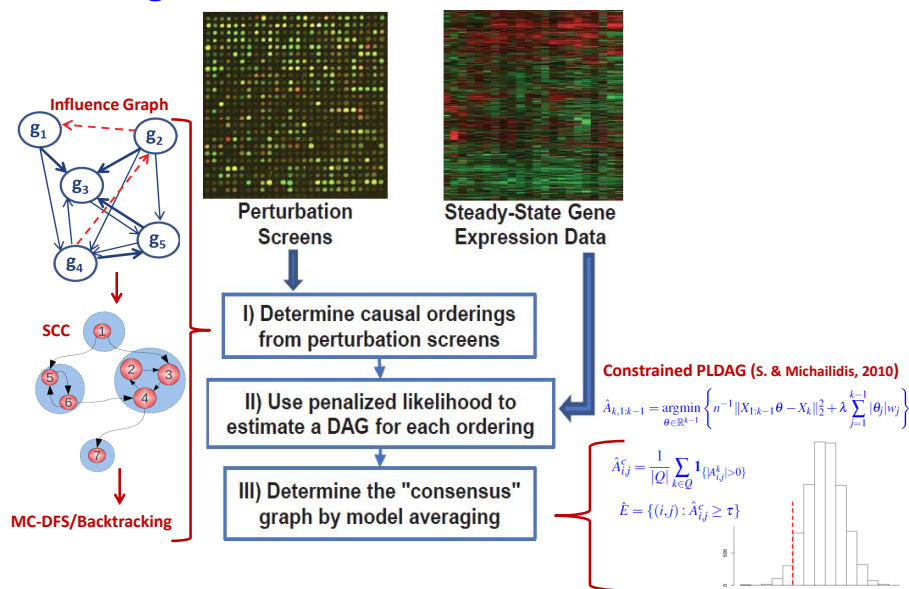 Influence Graph
g1
g2
g3
g4
g5
SCC
1
2
3
4
5
6
7
MC-DFS/Backtracking
Perturbation
Screens
Steady-State Gene
Expression Data
I) Determine causal orderings
from perturbation screens
II) Use penalized likelihood to
estimate a DAG for each ordering
III) Determine the "consensus"
graph by model averaging
Constrained PLDAG (S. & Michailidis, 2010)
Â_{k,1:k−1} = argmin_{θ∈ℝ^{k−1}} { n^{−1} ‖X_{1:k−1}θ − X_k‖_2^2 + λ ∑_{j=1}^{k−1} |θ_j| w_j }
Â^c_{i,j} = 1/|Q| ∑_{k∈Q} 1_{{|A^k_{i,j}|>0}}
Ê = {(i,j) : Â^c_{i,j} ≥ τ}
500
0